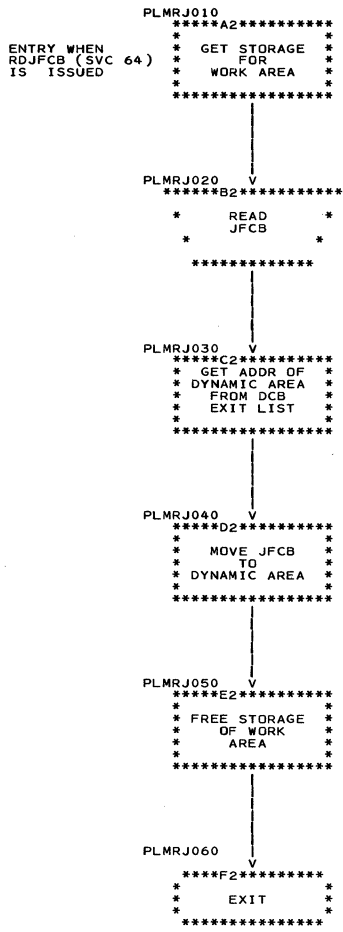 PLMRJ010
*****A2**********
ENTRY WHEN
RDJFCB (SVC 64)
IS ISSUED
* GET STORAGE *
* FOR *
* WORK AREA *
*****************
PLMRJ020
V
******B2***********
* READ *
JFCB
* *
*************
PLMRJ030
V
*****C2**********
* GET ADDR OF *
* DYNAMIC AREA *
* FROM DCB *
* EXIT LIST *
* *
*****************
PLMRJ040
V
*****D2**********
* *
* MOVE JFCB *
* TO *
* DYNAMIC AREA *
* *
*****************
PLMRJ050
V
*****E2**********
* *
* FREE STORAGE *
* OF WORK *
* AREA *
* *
*****************
PLMRJ060
V
****F2*********
* *
* EXIT *
* *
***************